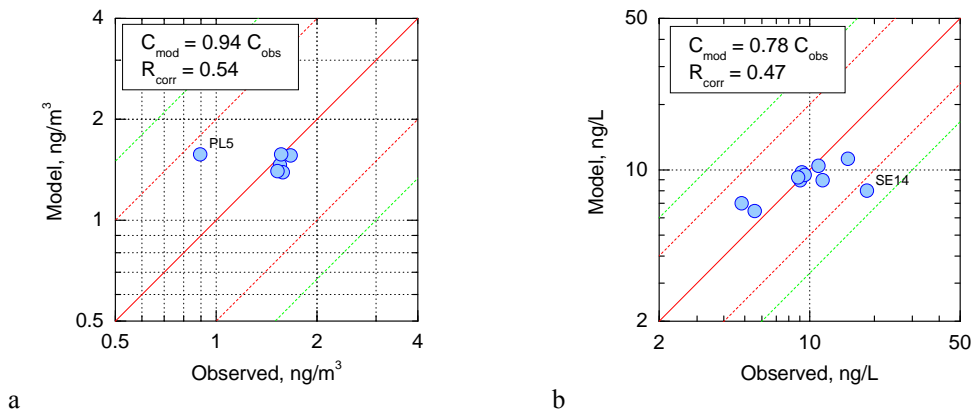 4
C_mod = 0.94 C_obs
R_corr = 0.54
2
PL5
1
0.5
0.5 1 2 4
Model, ng/m³
Observed, ng/m³
a
50
C_mod = 0.78 C_obs
R_corr = 0.47
10
SE14
2
2 10 50
Model, ng/L
Observed, ng/L
b